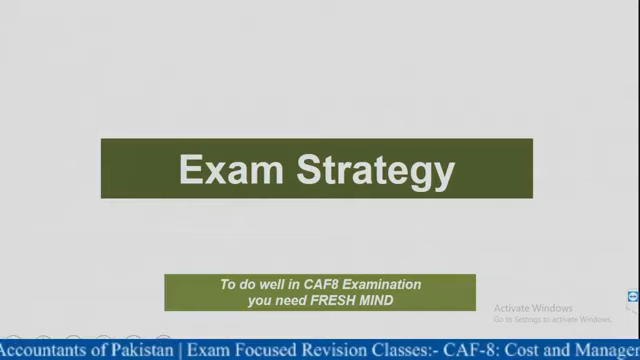 Exam Strategy
To do well in CAF8 Examination
you need FRESH MIND
Activate Windows
Go to Settings to activate Windows.
Accountants of Pakistan | Exam Focused Revision Classes:- CAF-8: Cost and Manager